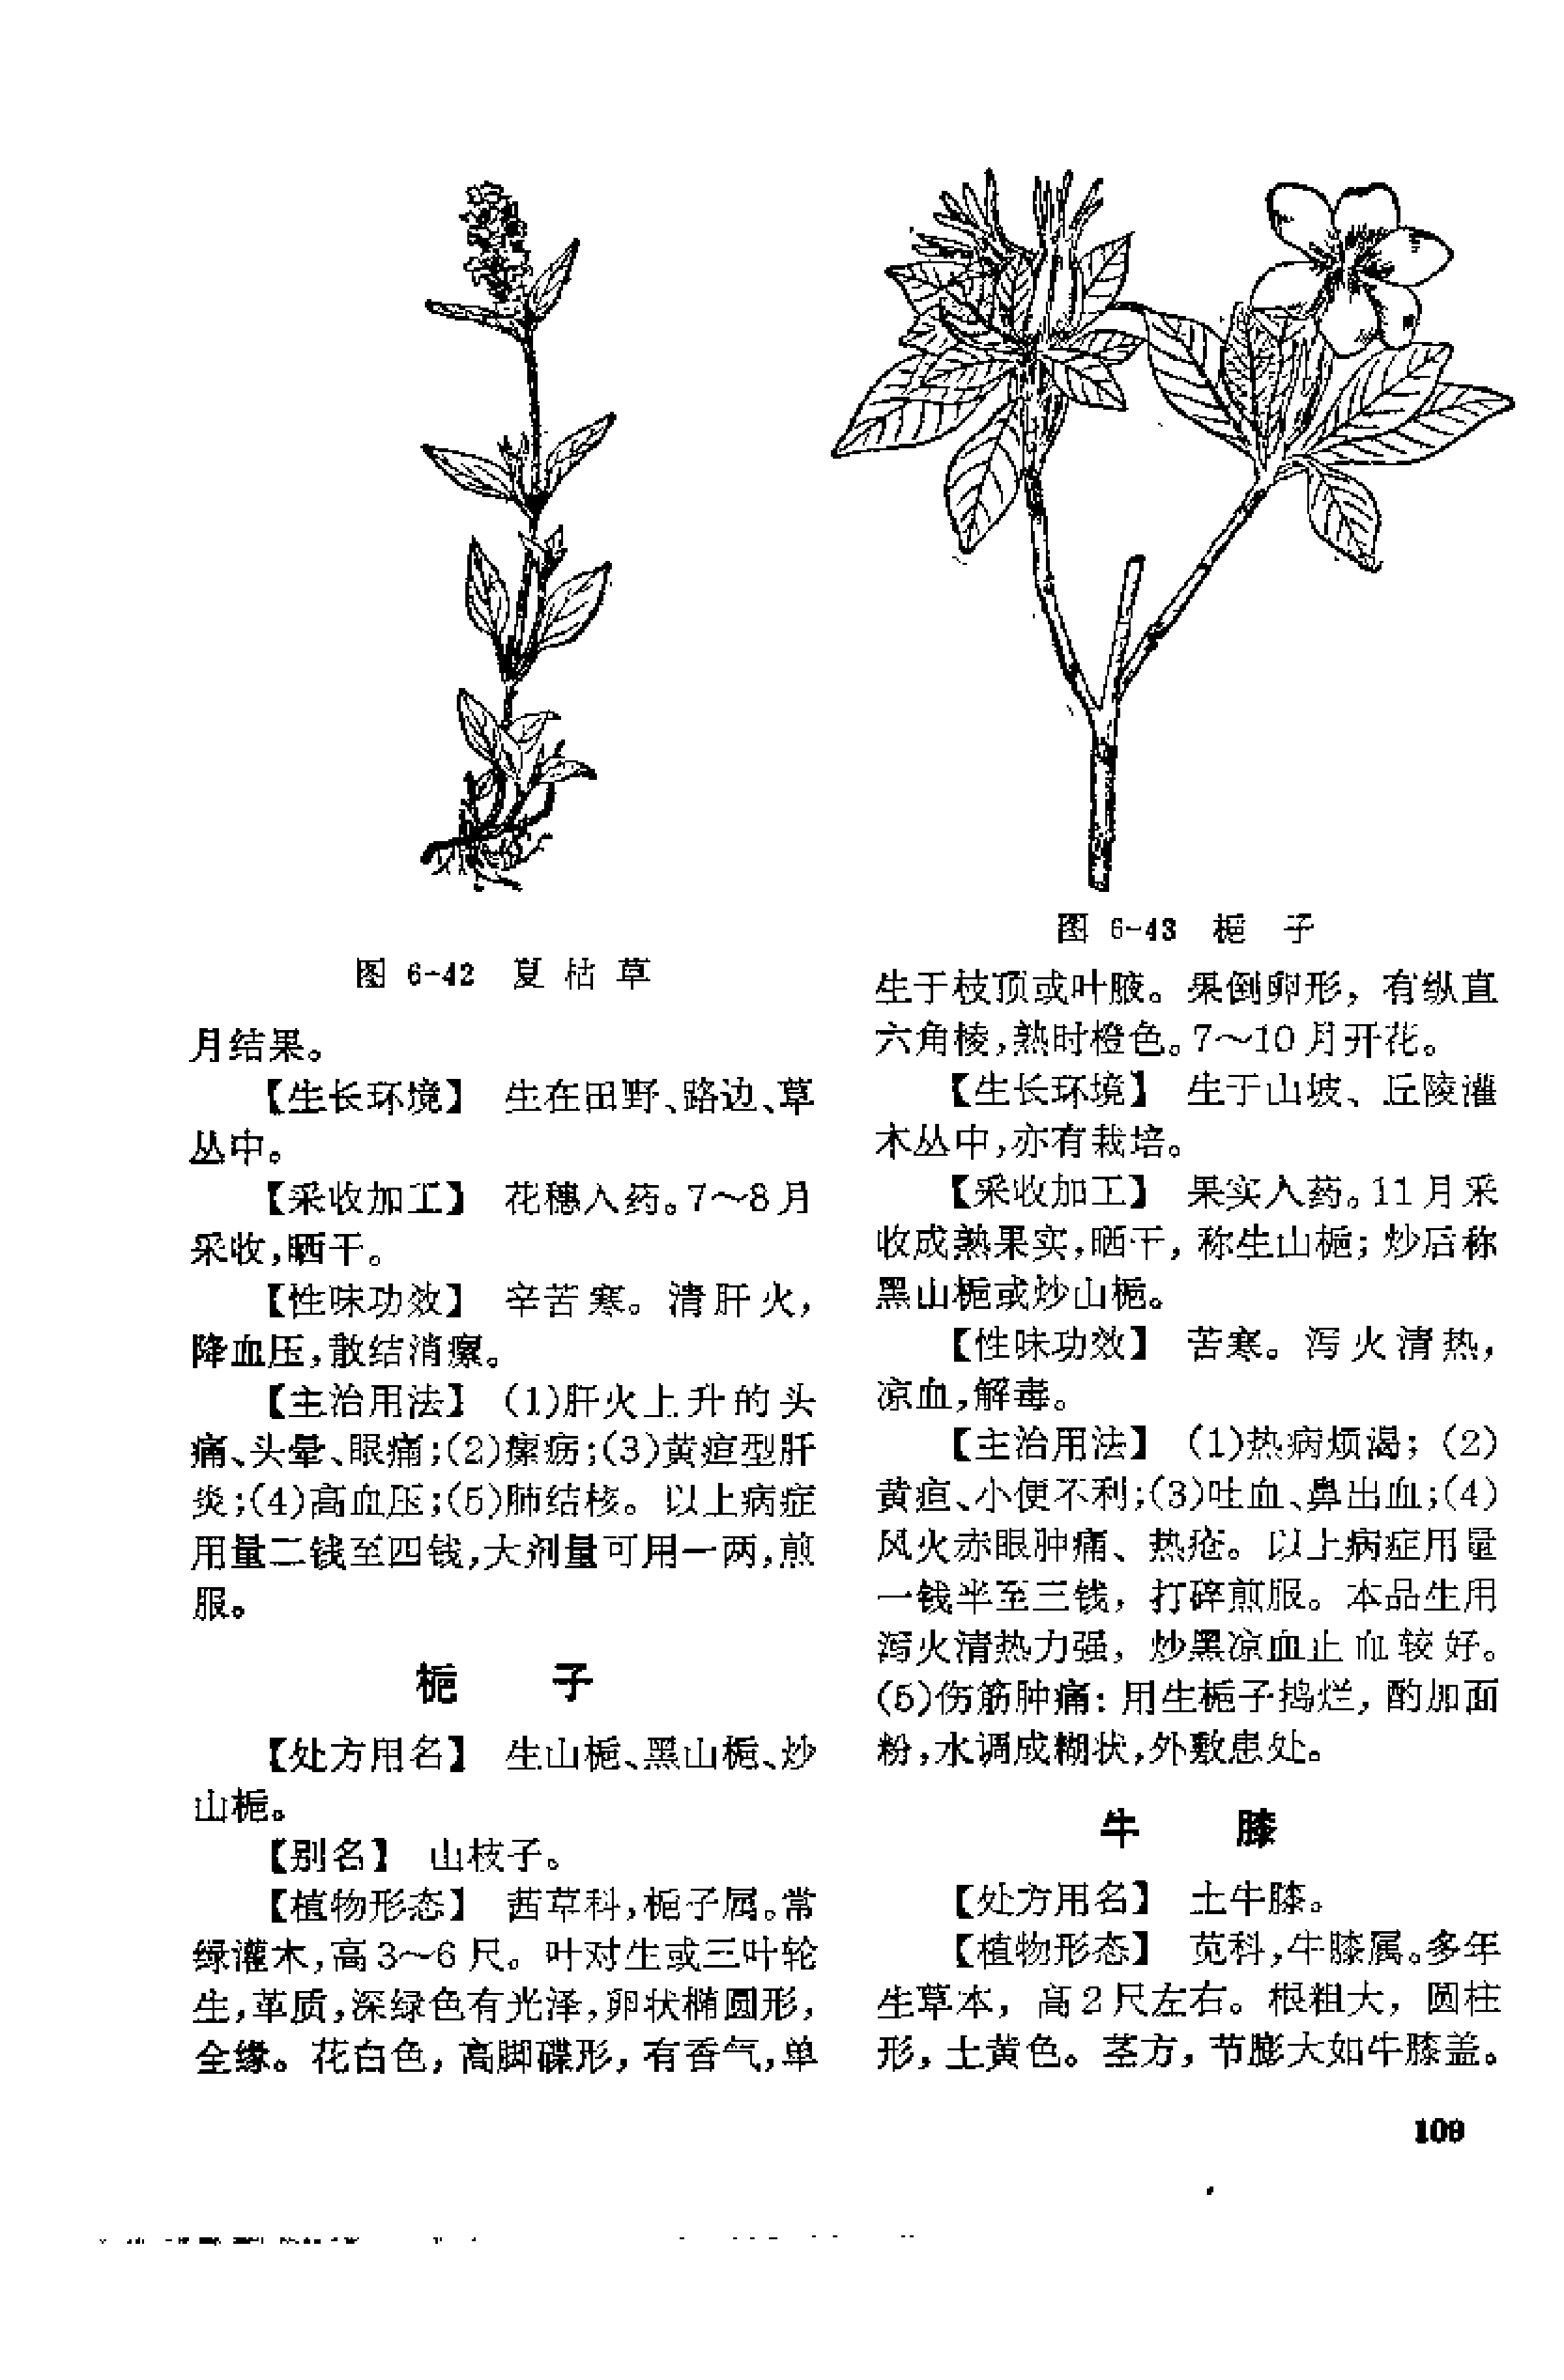 图 6-42 夏枯草
月结果。
【生长环境】 生在田野、路边、草
丛中。
【采收加工】 花穗入药。7～8月
采收,晒干。
【性味功效】 辛苦寒。清肝火,
降血压,散结消瘰。
【主治用法】 (1)肝火上升的头
痛、头晕、眼痛;(2)瘰疬;(3)黄疸型肝
炎;(4)高血压;(5)肺结核。以上病症
用量二钱至四钱,大剂量可用一两,煎
服。
栀子
【处方用名】 生山栀、黑山栀、炒
山栀。
【别名】 山枝子。
【植物形态】 茜草科,栀子属。常
绿灌木,高3～6尺。叶对生或三叶轮
生,革质,深绿色有光泽,卵状椭圆形,
全缘。花白色,高脚碟形,有香气,单
图 6-43 栀子
生于枝顶或叶腋。果倒卵形,有纵直
六角棱,熟时橙色。7～10月开花。
【生长环境】 生于山坡、丘陵灌
木丛中,亦有栽培。
【采收加工】 果实入药。11月采
收成熟果实,晒干,称生山栀;炒后称
黑山栀或炒山栀。
【性味功效】 苦寒。泻火清热,
凉血,解毒。
【主治用法】 (1)热病烦渴;(2)
黄疸、小便不利;(3)吐血、鼻出血;(4)
风火赤眼肿痛、热疮。以上病症用量
一钱半至三钱,打碎煎服。本品生用
泻火清热力强,炒黑凉血止血较好。
(5)伤筋肿痛:用生栀子捣烂,酌加面
粉,水调成糊状,外敷患处。
牛膝
【处方用名】 土牛膝。
【植物形态】 苋科,牛膝属。多年
生草本,高2尺左右。根粗大,圆柱
形,土黄色。茎方,节膨大如牛膝盖。
109